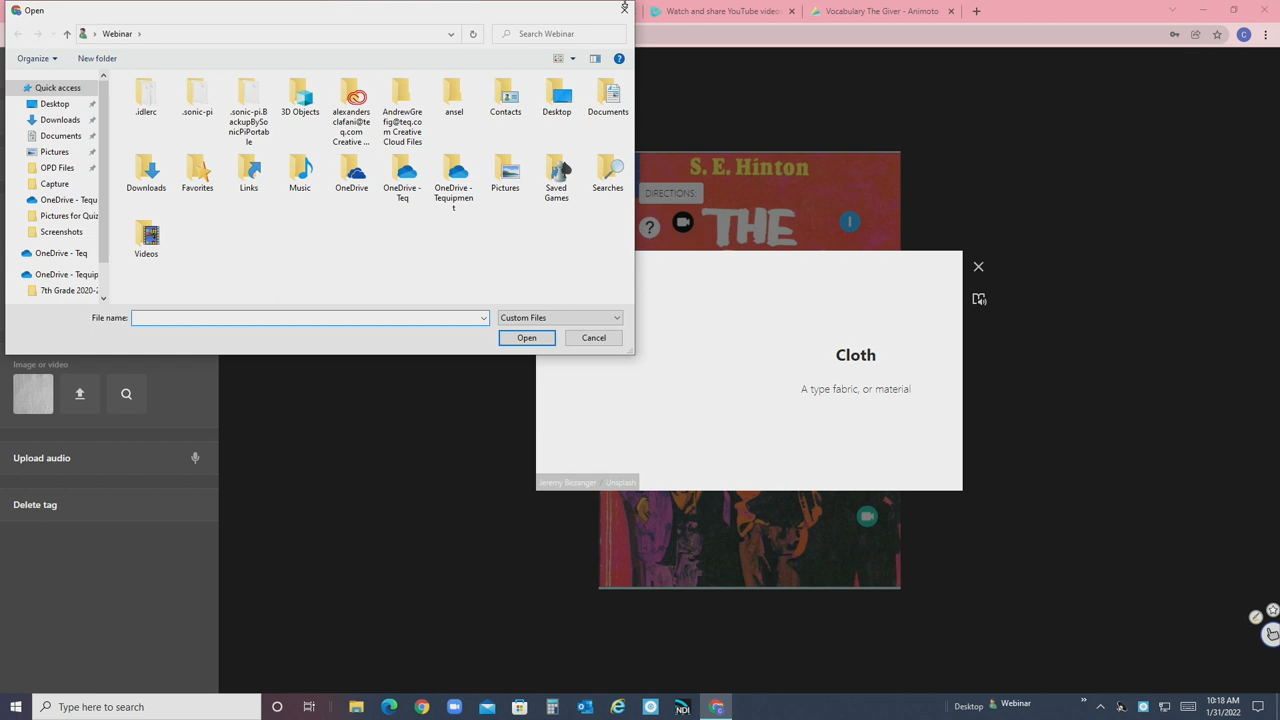 Open
Watch and share YouTube video
Vocabulary The Giver - Animoto
Webinar
Search Webinar
C
Organize
New folder
Quick access
Desktop
Downloads
Documents
Pictures
OPD Files
Capture
OneDrive - Tequ
Pictures for Quiz
Screenshots
OneDrive - Teq
OneDrive - Tequip
7th Grade 2020-2
.idlerc
.sonic-pi
.sonic-pi.BackupBySonicPiPortable
3D Objects
alexandersclafani@teq.com Creative ...
AndrewGrefig@teq.com Creative Cloud Files
ansel
Contacts
Desktop
Documents
Downloads
Favorites
Links
Music
OneDrive
OneDrive - Teq
OneDrive - Tequipment
Pictures
Saved Games
Searches
Videos
File name:
Custom Files
Open
Cancel
S. E. Hinton
DIRECTIONS:
THE
Cloth
A type fabric, or material
Jeremy Bezanger / Unsplash
Image or video
Upload audio
Delete tag
Type here to search
NDI
Desktop
Webinar
10:18 AM
1/31/2022